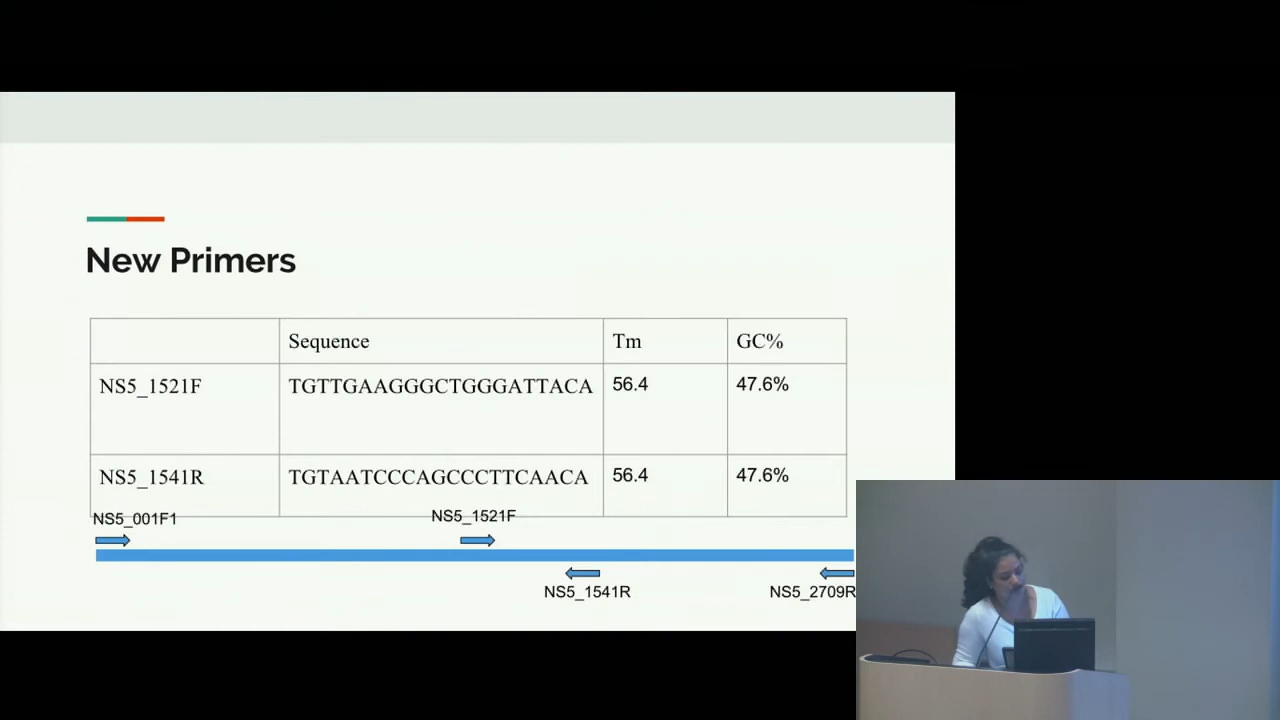 New Primers
Sequence Tm GC%
NS5_1521F TGTTGAAGGGCTGGGATTACA 56.4 47.6%
NS5_1541R TGTAATCCCAGCCCTTCAACA 56.4 47.6%
NS5_001F1 NS5_1521F
NS5_1541R NS5_2709R